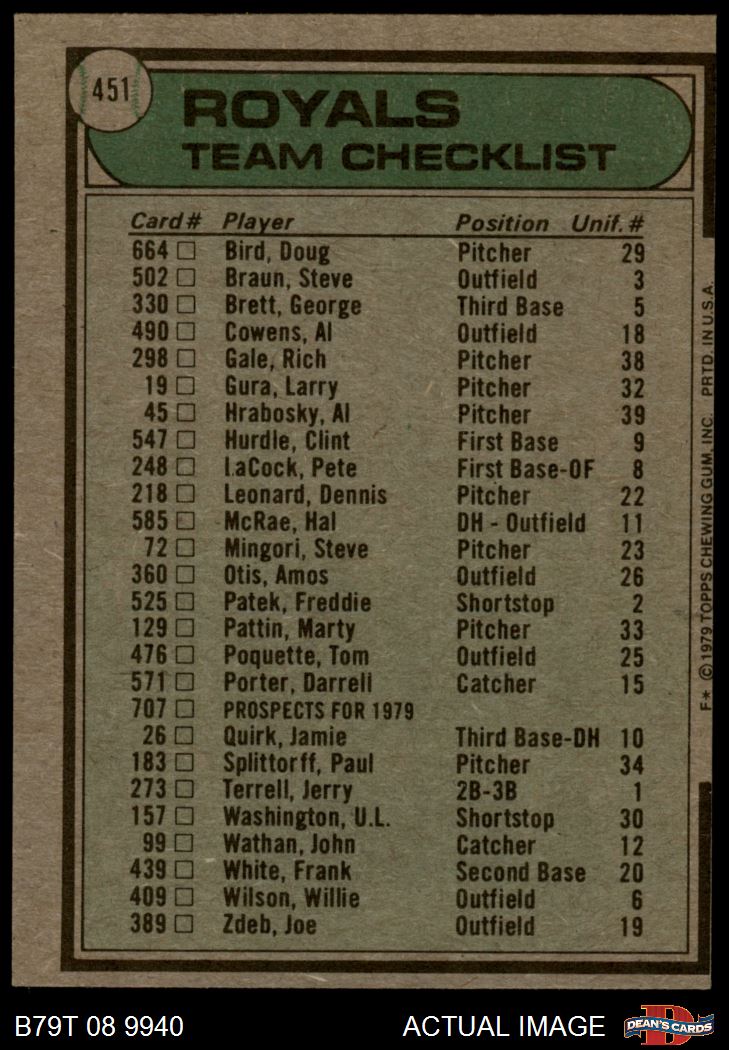 451
ROYALS
TEAM CHECKLIST
Card# Player Position Unif. #
664 □ Bird, Doug Pitcher 29
502 □ Braun, Steve Outfield 3
330 □ Brett, George Third Base 5
490 □ Cowens, Al Outfield 18
298 □ Gale, Rich Pitcher 38
19 □ Gura, Larry Pitcher 32
45 □ Hrabosky, Al Pitcher 39
547 □ Hurdle, Clint First Base 9
248 □ LaCock, Pete First Base-OF 8
218 □ Leonard, Dennis Pitcher 22
585 □ McRae, Hal DH - Outfield 11
72 □ Mingori, Steve Pitcher 23
360 □ Otis, Amos Outfield 26
525 □ Patek, Freddie Shortstop 2
129 □ Pattin, Marty Pitcher 33
476 □ Poquette, Tom Outfield 25
571 □ Porter, Darrell Catcher 15
707 □ PROSPECTS FOR 1979
26 □ Quirk, Jamie Third Base-DH 10
183 □ Splittorff, Paul Pitcher 34
273 □ Terrell, Jerry 2B-3B 1
157 □ Washington, U.L. Shortstop 30
99 □ Wathan, John Catcher 12
439 □ White, Frank Second Base 20
409 □ Wilson, Willie Outfield 6
389 □ Zdeb, Joe Outfield 19
F* © 1979 TOPPS CHEWING GUM, INC. PRTD. IN U.S.A.
B79T 08 9940 ACTUAL IMAGE
DEAN'S CARDS